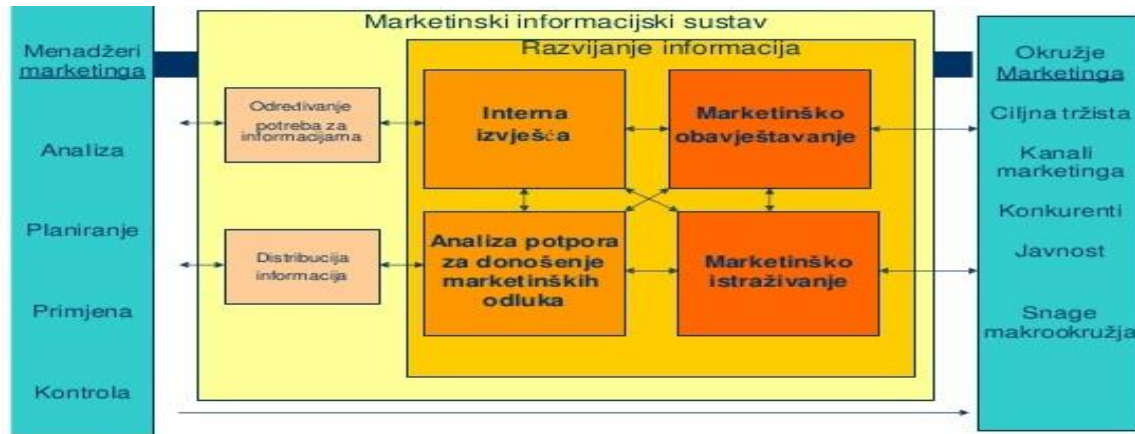 Marketinski informacijski sustav
Razvijanje informacija
Menadžeri
marketinga
Analiza
Planiranje
Primjena
Kontrola
Određivanje
potreba za
informacijama
Distribucija
informacija
Interna
izvješća
Marketinško
obavještavanje
Analiza potpora
za donošenje
marketinških
odluka
Marketinško
istraživanje
Okružje
Marketinga
Ciljna tržista
Kanali
marketinga
Konkurenti
Javnost
Snage
makrookružja